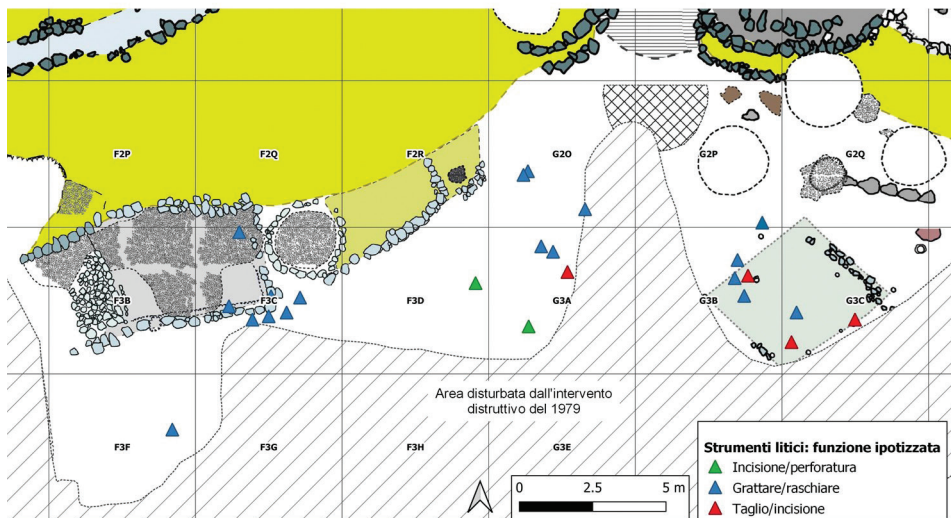 F2P
F2Q
F2R
G2O
G2P
G2Q
F3B
F3C
F3D
G3A
G3B
G3C
Area disturbata dall'intervento
distruttivo del 1979
F3F
F3G
F3H
G3E
Strumenti litici: funzione ipotizzata
Incisione/perforatura
Grattare/raschiare
Taglio/incisione
0 2.5 5 m